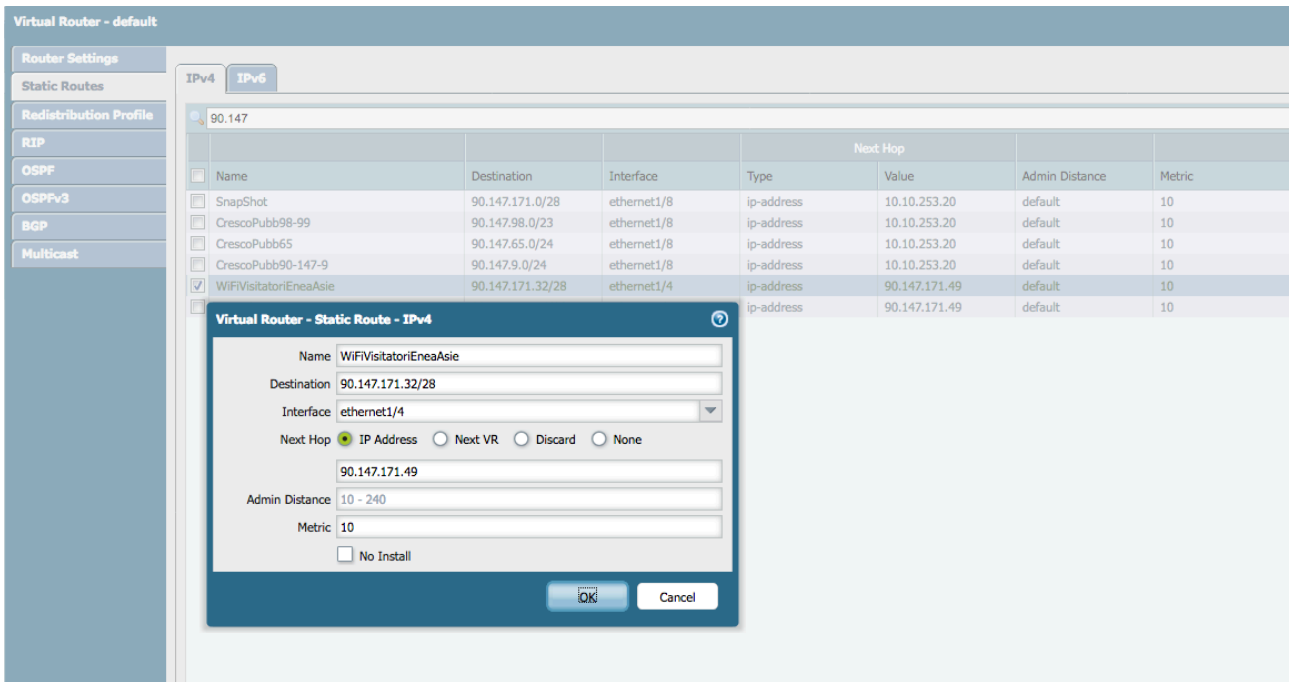 Virtual Router - default
Router Settings
Static Routes
Redistribution Profile
RIP
OSPF
OSPFv3
BGP
Multicast
IPv4 IPv6
90.147
Next Hop
Name Destination Interface Type Value Admin Distance Metric
SnapShot 90.147.171.0/28 ethernet1/8 ip-address 10.10.253.20 default 10
CrescoPubb98-99 90.147.98.0/23 ethernet1/8 ip-address 10.10.253.20 default 10
CrescoPubb65 90.147.65.0/24 ethernet1/8 ip-address 10.10.253.20 default 10
CrescoPubb90-147-9 90.147.9.0/24 ethernet1/8 ip-address 10.10.253.20 default 10
WiFiVisitatoriEneaAsie 90.147.171.32/28 ethernet1/4 ip-address 90.147.171.49 default 10
ip-address 90.147.171.49 default 10
Virtual Router - Static Route - IPv4
Name WiFiVisitatoriEneaAsie
Destination 90.147.171.32/28
Interface ethernet1/4
Next Hop IP Address Next VR Discard None
90.147.171.49
Admin Distance 10 - 240
Metric 10
No Install
OK Cancel